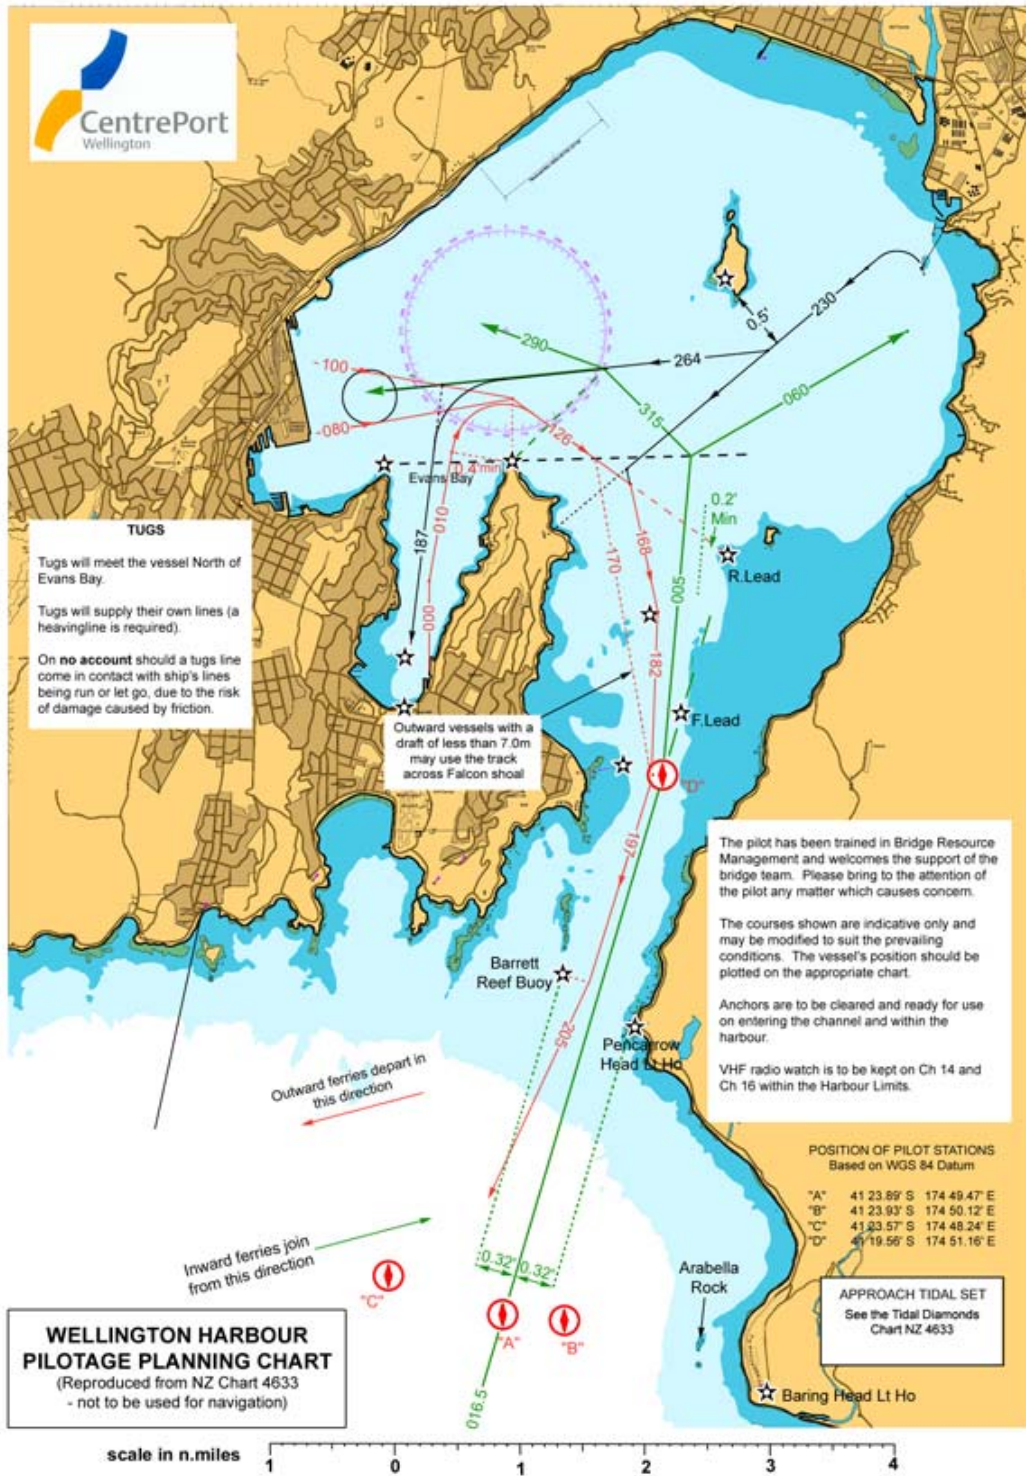 CentrePort
Wellington
290
264
230
0.5'
315
060
-100
-080
126
0.4'min
Evans Bay
010
187
000
168
170
005
182
0.2'
Min
R.Lead
F.Lead
TUGS
Tugs will meet the vessel North of
Evans Bay.
Tugs will supply their own lines (a
heavingline is required).
On no account should a tugs line
come in contact with ship's lines
being run or let go, due to the risk
of damage caused by friction.
Outward vessels with a
draft of less than 7.0m
may use the track
across Falcon shoal
"D"
197
The pilot has been trained in Bridge Resource
Management and welcomes the support of the
bridge team. Please bring to the attention of
the pilot any matter which causes concern.
The courses shown are indicative only and
may be modified to suit the prevailing
conditions. The vessel's position should be
plotted on the appropriate chart.
Anchors are to be cleared and ready for use
on entering the channel and within the
harbour.
VHF radio watch is to be kept on Ch 14 and
Ch 16 within the Harbour Limits.
Barrett
Reef Buoy
205
Pencarrow
Head Lt Ho
Outward ferries depart in
this direction
Inward ferries join
from this direction
0.32'
0.32'
"C"
"A"
"B"
016.5
Arabella
Rock
Baring Head Lt Ho
POSITION OF PILOT STATIONS
Based on WGS 84 Datum
"A" 41 23.89' S 174 49.47' E
"B" 41 23.93' S 174 50.12' E
"C" 41 23.57' S 174 48.24' E
"D" 41 19.56' S 174 51.16' E
APPROACH TIDAL SET
See the Tidal Diamonds
Chart NZ 4633
WELLINGTON HARBOUR
PILOTAGE PLANNING CHART
(Reproduced from NZ Chart 4633
- not to be used for navigation)
scale in n.miles
1 0 1 2 3 4